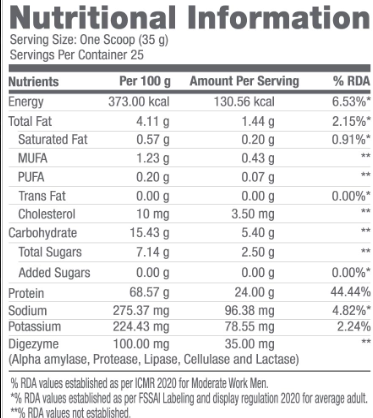 Nutritional Information
Serving Size: One Scoop (35 g)
Servings Per Container 25
Nutrients Per 100 g Amount Per Serving % RDA
Energy 373.00 kcal 130.56 kcal 6.53%*
Total Fat 4.11 g 1.44 g 2.15%*
Saturated Fat 0.57 g 0.20 g 0.91%*
MUFA 1.23 g 0.43 g **
PUFA 0.20 g 0.07 g **
Trans Fat 0.00 g 0.00 g 0.00%*
Cholesterol 10 mg 3.50 mg **
Carbohydrate 15.43 g 5.40 g **
Total Sugars 7.14 g 2.50 g **
Added Sugars 0.00 g 0.00 g 0.00%*
Protein 68.57 g 24.00 g 44.44%
Sodium 275.37 mg 96.38 mg 4.82%*
Potassium 224.43 mg 78.55 mg 2.24%
Digezyme 100.00 mg 35.00 mg **
(Alpha amylase, Protease, Lipase, Cellulase and Lactase)
% RDA values established as per ICMR 2020 for Moderate Work Men.
*% RDA values established as per FSSAI Labeling and display regulation 2020 for average adult.
**% RDA values not established.